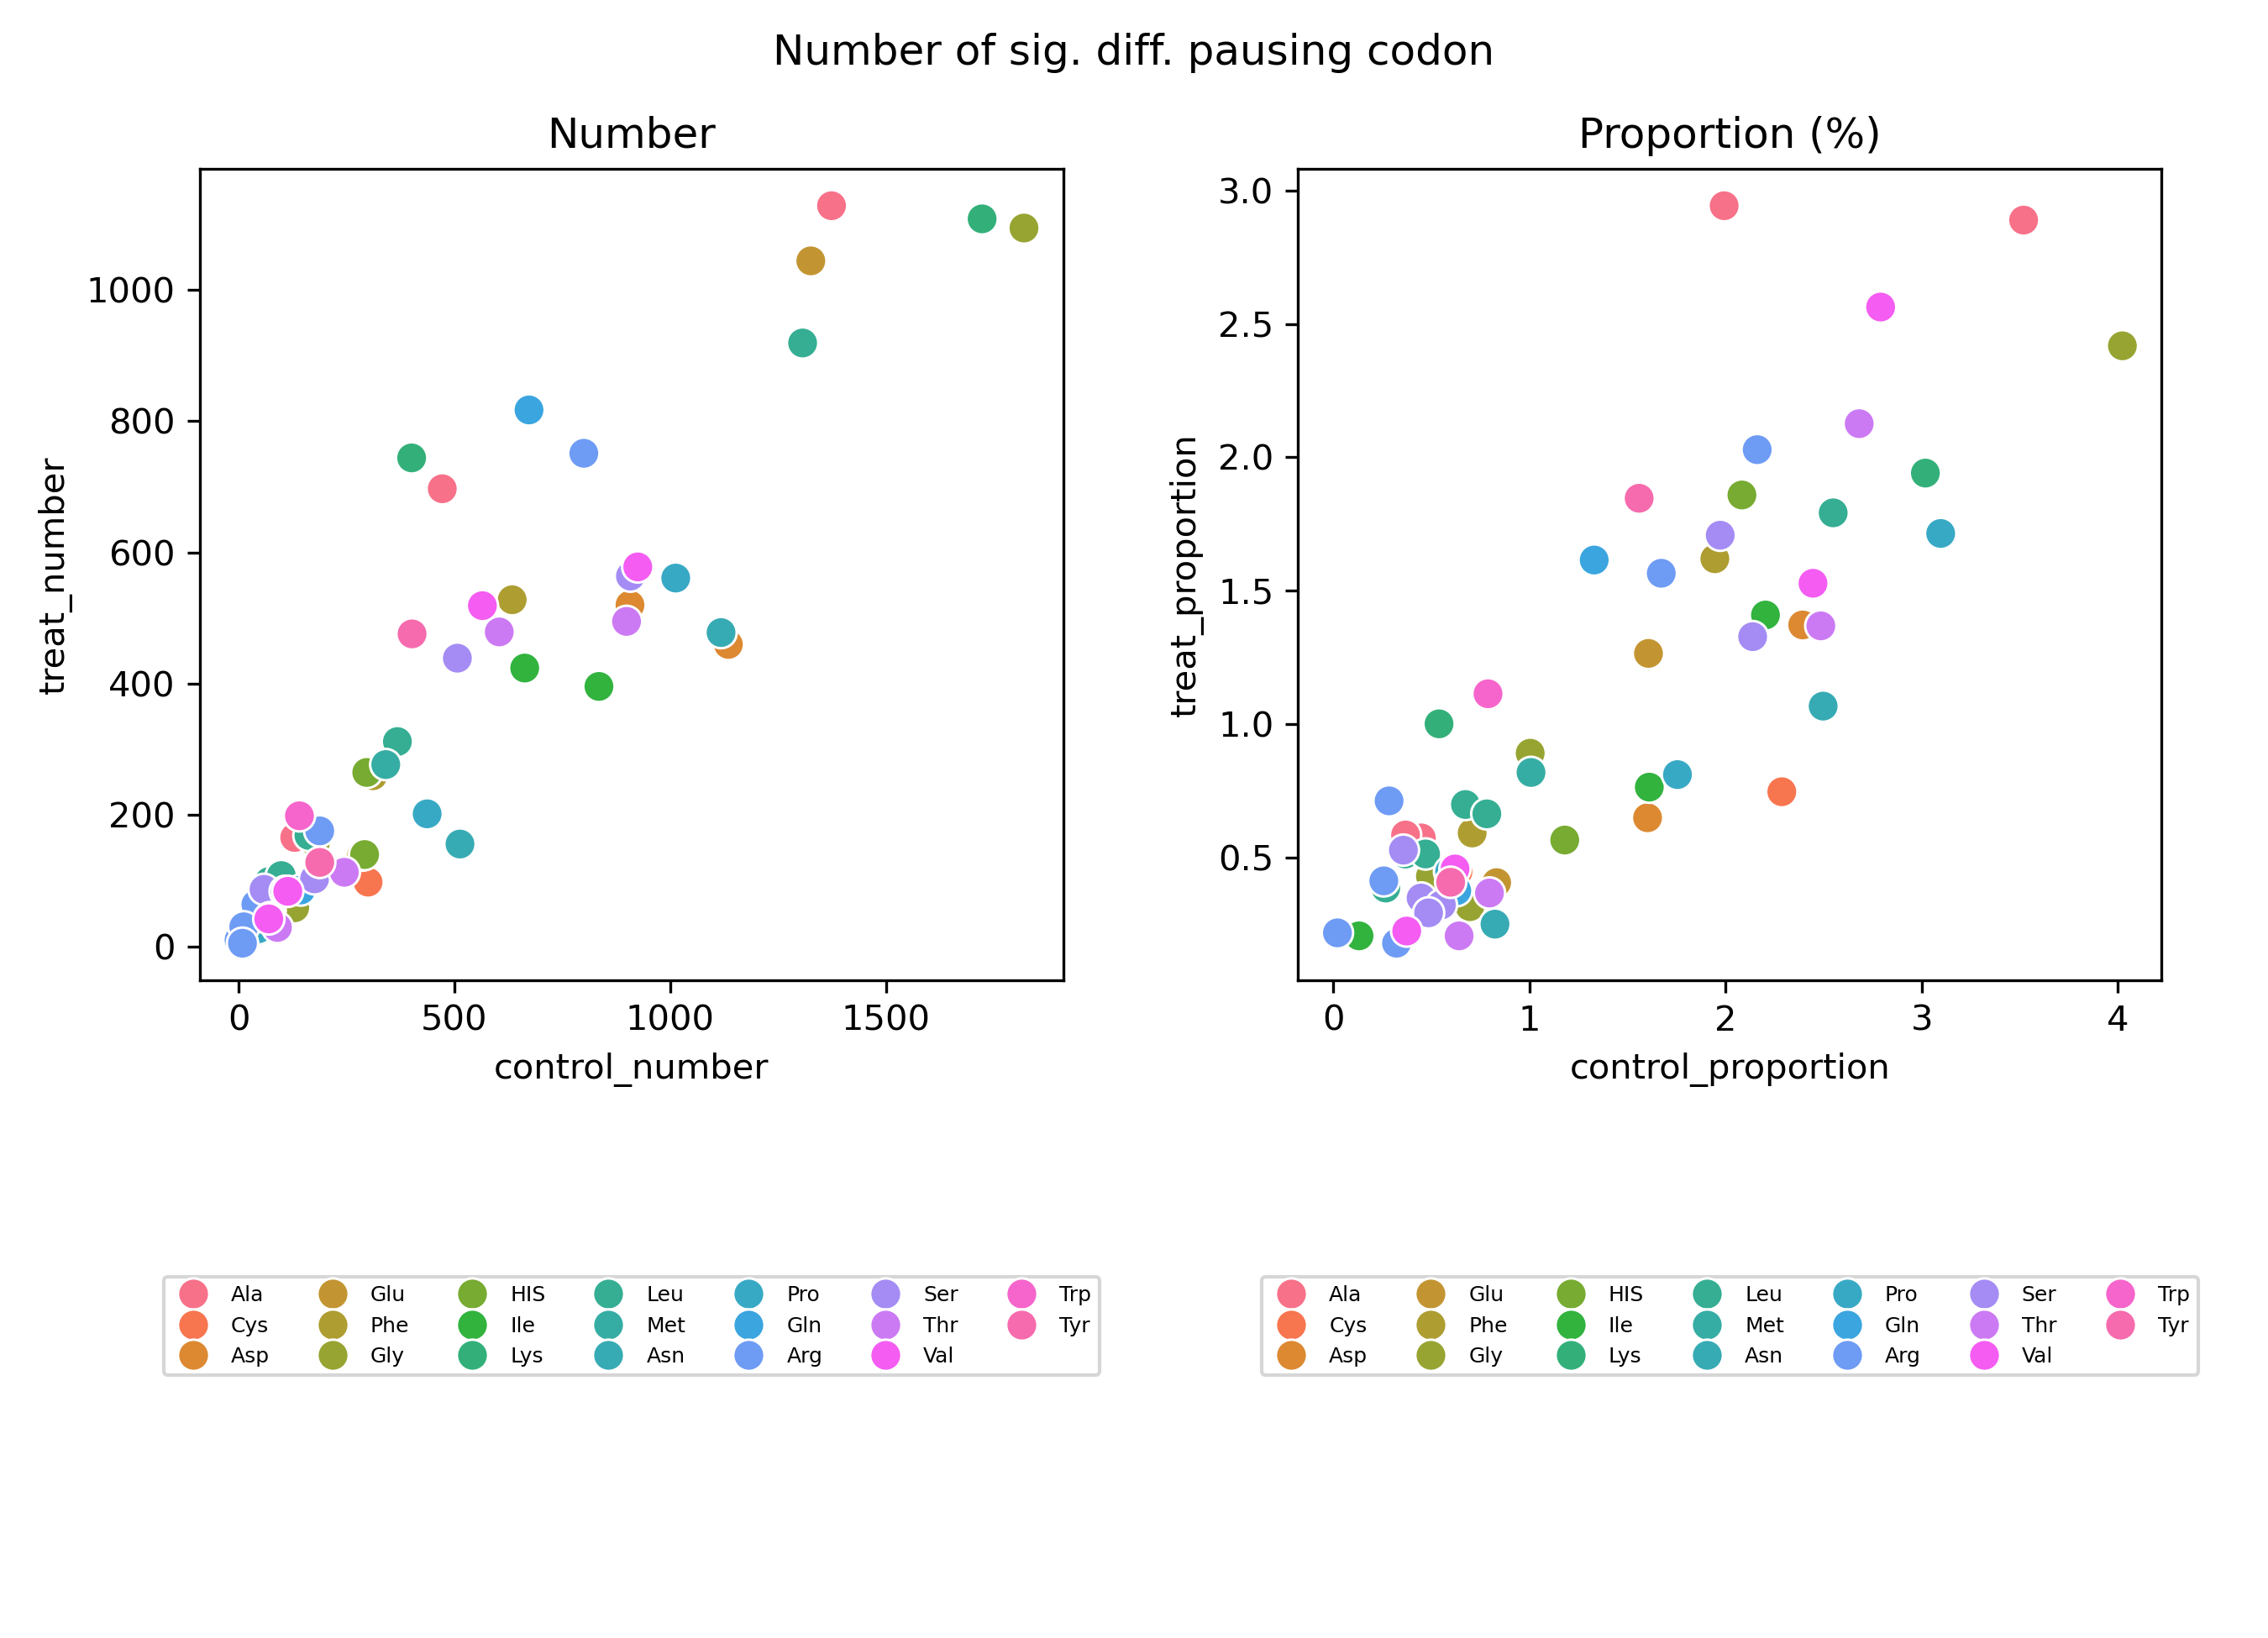 Number of sig. diff. pausing codon
Number
Proportion (%)
treat_number
1000
800
600
400
200
0
0 500 1000 1500
control_number
treat_proportion
3.0
2.5
2.0
1.5
1.0
0.5
0 1 2 3 4
control_proportion
Ala Glu HIS Leu Pro Ser Trp
Cys Phe Ile Met Gln Thr Tyr
Asp Gly Lys Asn Arg Val
Ala Glu HIS Leu Pro Ser Trp
Cys Phe Ile Met Gln Thr Tyr
Asp Gly Lys Asn Arg Val